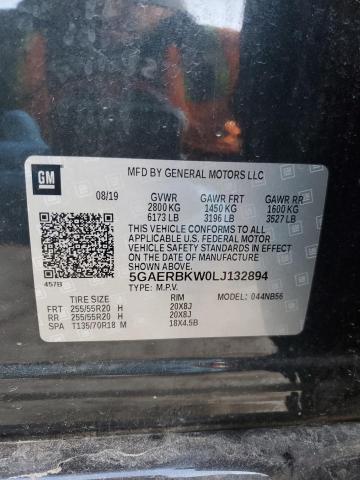 GM
MFD BY GENERAL MOTORS LLC
08/19 GVWR GAWR FRT GAWR RR
2800 KG 1450 KG 1600 KG
6173 LB 3196 LB 3527 LB
THIS VEHICLE CONFORMS TO ALL
APPLICABLE U.S. FEDERAL MOTOR
VEHICLE SAFETY STANDARDS IN EFFECT
ON THE DATE OF MANUFACTURE SHOWN ABOVE.
5GAERBKW0LJ132894
457B
TYPE: M.P.V. MODEL: 044NB56
TIRE SIZE RIM
FRT 255/55R20 H 20X8J
RR 255/55R20 H 20X8J
SPA T135/70R18 M 18X4.5B